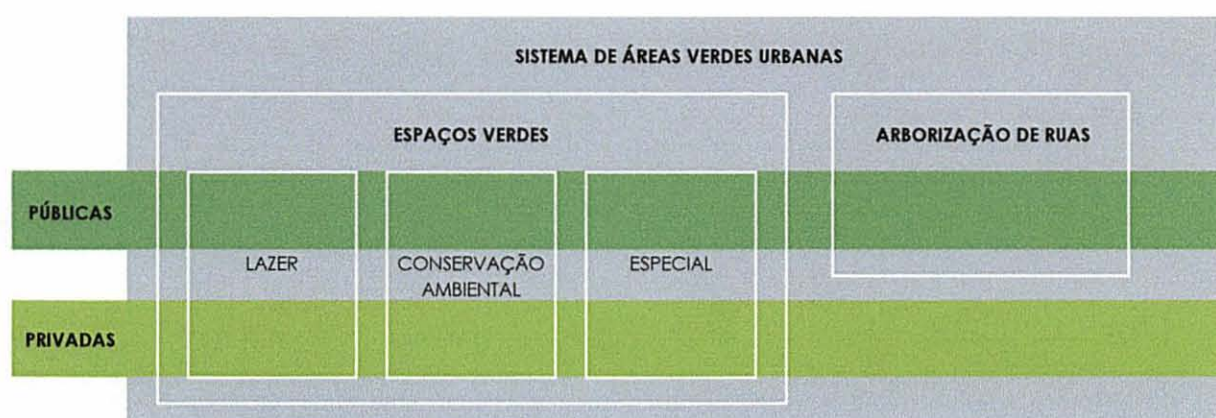 SISTEMA DE ÁREAS VERDES URBANAS
ESPAÇOS VERDES
ARBORIZAÇÃO DE RUAS
PÚBLICAS
LAZER
CONSERVAÇÃO
AMBIENTAL
ESPECIAL
PRIVADAS